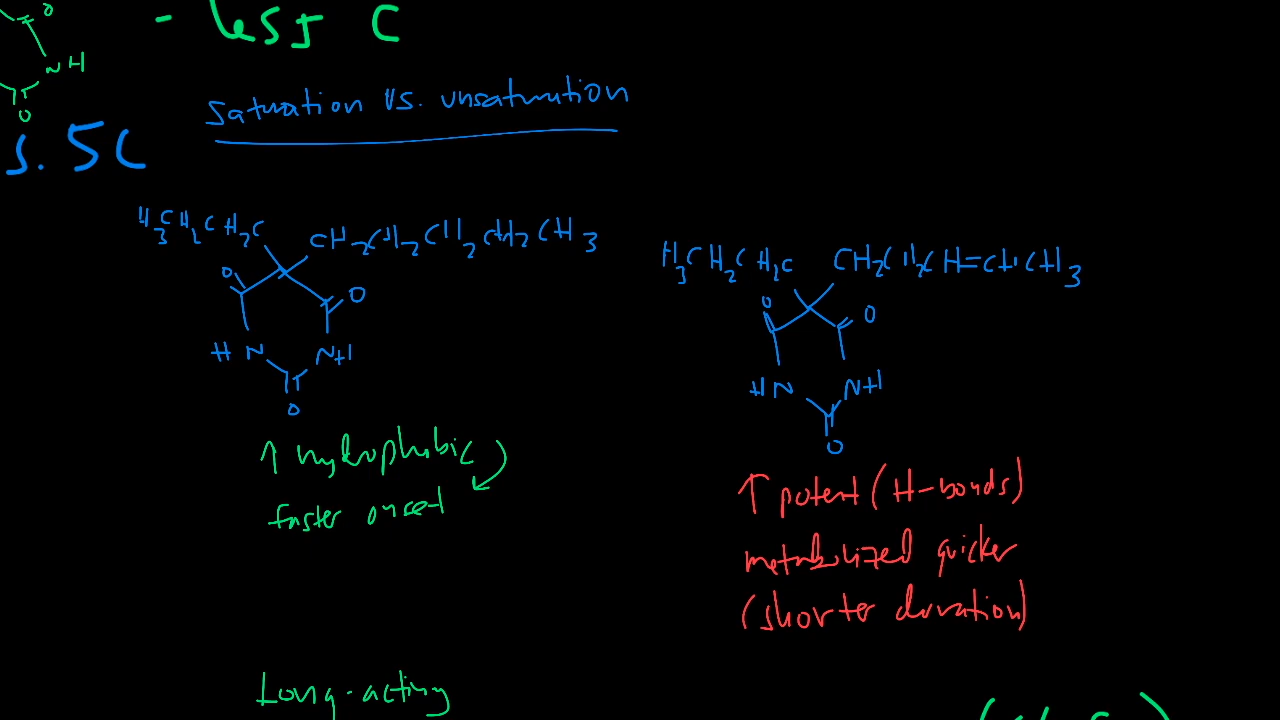 - less C
O
NH
O
s. 5C
Saturation vs. unsaturation
H3CH2CH2C CH2CH2CH2CH2CH3
O O
HN NH
O
H3CH2CH2C CH2CH2CH=CHCH3
O O
HN NH
O
↑ hydrophobic
faster onset
↑ potent (H-bonds)
metabolized quicker
(shorter duration)
Long-acting